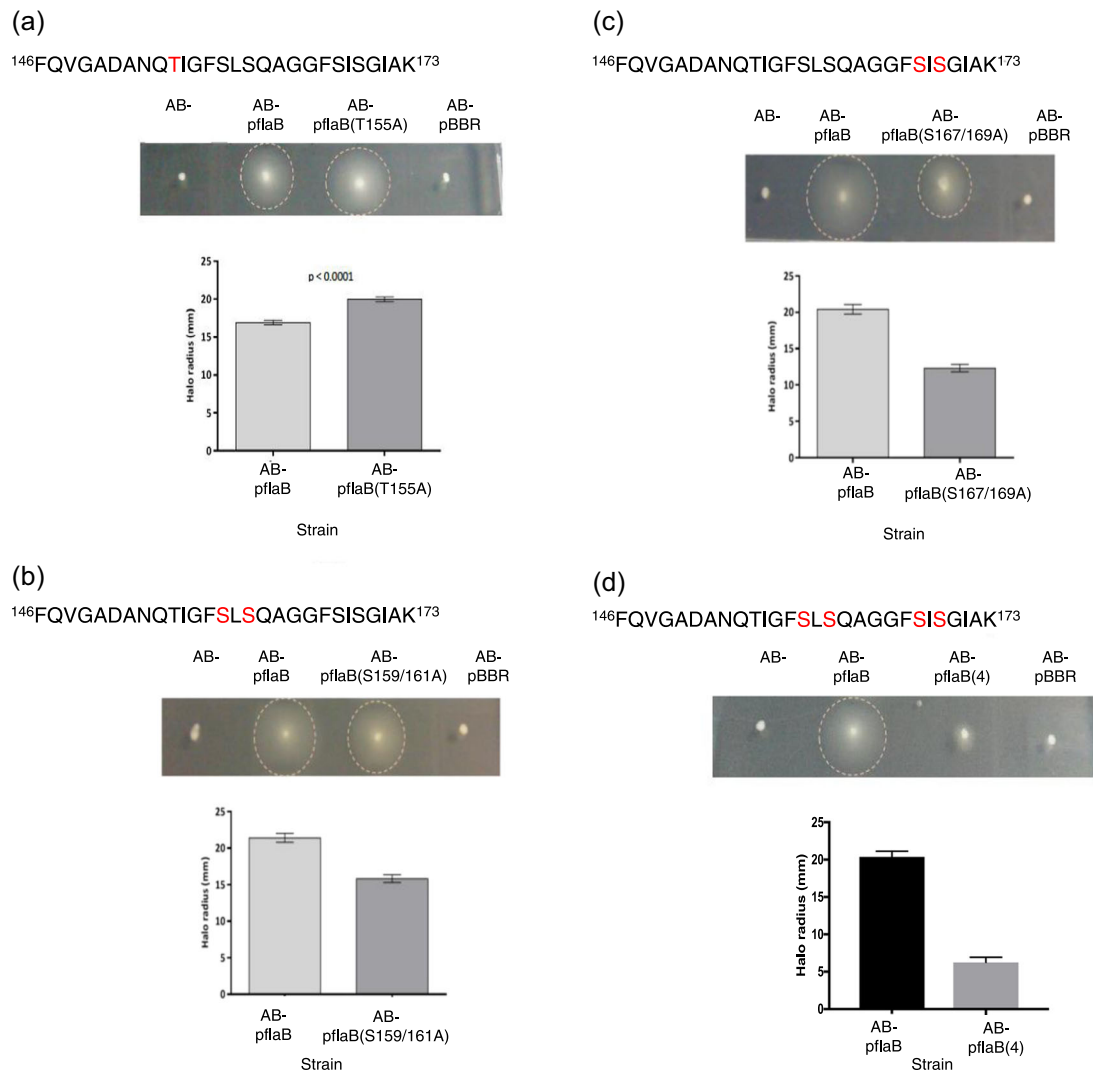 (a)
¹⁴⁶FQVGADANQTIGFSLSQAGGFSISGIAK¹⁷³
AB- AB- AB- AB-
pflaB pflaB(T155A) pBBR
25
20
15
10
5
0
Halo radius (mm)
p < 0.0001
AB- AB-
pflaB pflaB(T155A)
Strain
(b)
¹⁴⁶FQVGADANQTIGFSLSQAGGFSISGIAK¹⁷³
AB- AB- AB- AB-
pflaB pflaB(S159/161A) pBBR
25
20
15
10
5
0
Halo radius (mm)
AB- AB-
pflaB pflaB(S159/161A)
Strain
(c)
¹⁴⁶FQVGADANQTIGFSLSQAGGFSISGIAK¹⁷³
AB- AB- AB- AB-
pflaB pflaB(S167/169A) pBBR
25
20
15
10
5
0
Halo radius (mm)
AB- AB-
pflaB pflaB(S167/169A)
Strain
(d)
¹⁴⁶FQVGADANQTIGFSLSQAGGFSISGIAK¹⁷³
AB- AB- AB- AB-
pflaB pflaB(4) pBBR
25
20
15
10
5
0
Halo radius (mm)
AB- AB-
pflaB pflaB(4)
Strain